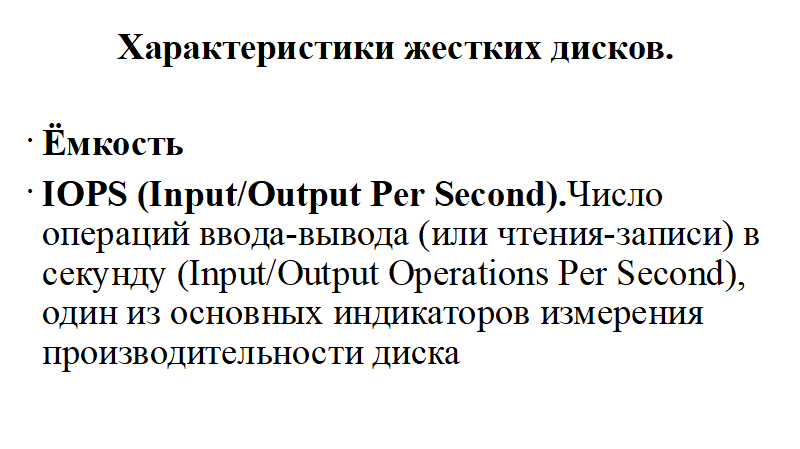 Характеристики жестких дисков.
· Ёмкость
· IOPS (Input/Output Per Second).Число
операций ввода-вывода (или чтения-записи) в
секунду (Input/Output Operations Per Second),
один из основных индикаторов измерения
производительности диска